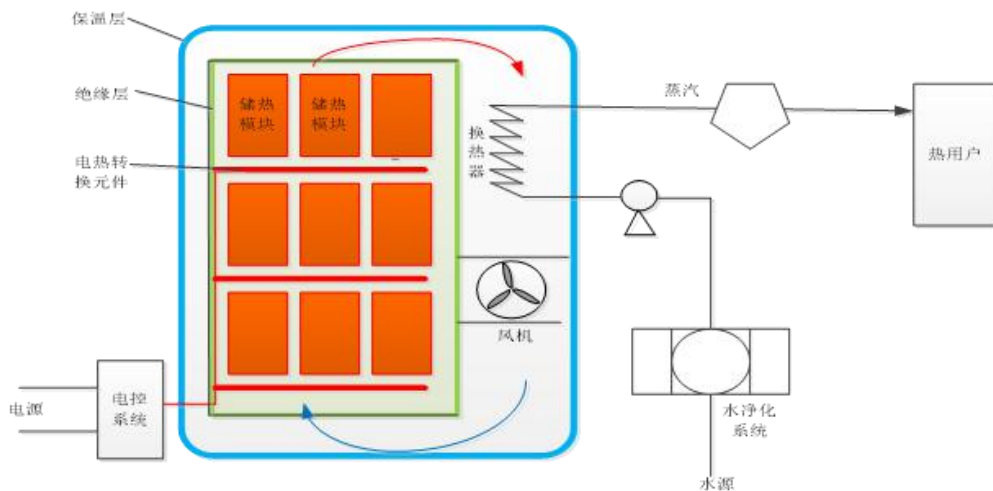 保温层
绝缘层
电热转
换元件
储热
模块
储热
模块
换
热
器
蒸汽
热用户
风机
电源
电控
系统
水净化
系统
水源